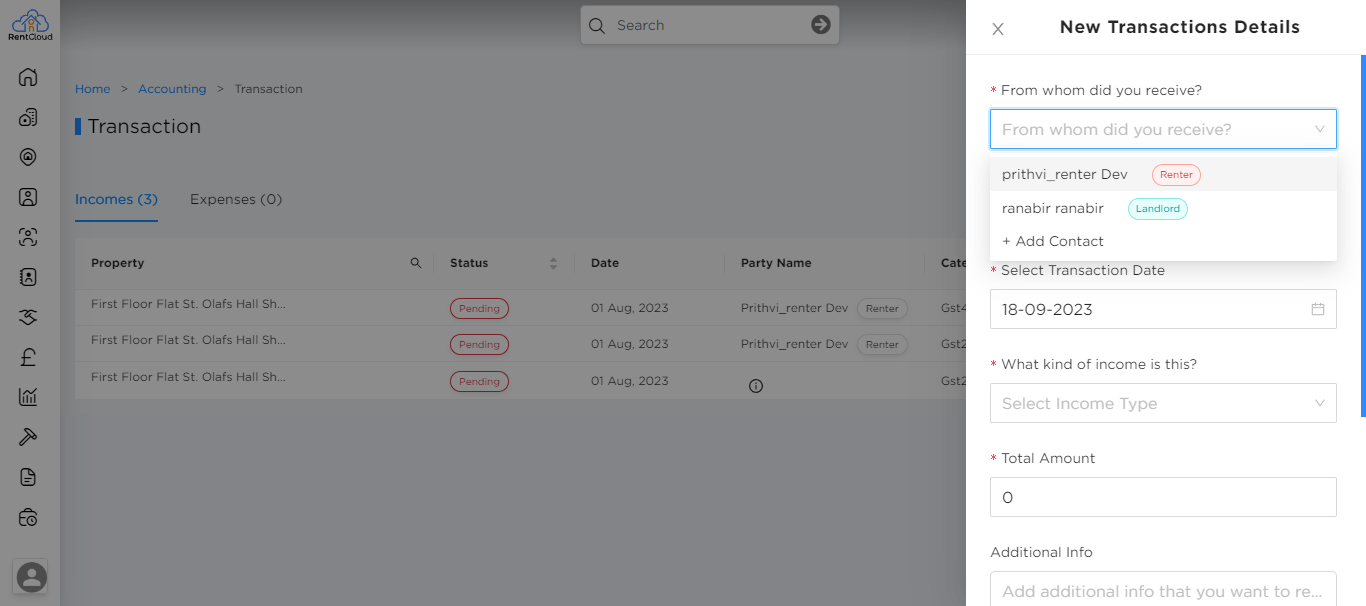 RentCloud
Search
Home > Accounting > Transaction
Transaction
Incomes (3) Expenses (0)
Property Status Date Party Name Cate
First Floor Flat St. Olafs Hall Sh... Pending 01 Aug, 2023 Prithvi_renter Dev Renter Gst4
First Floor Flat St. Olafs Hall Sh... Pending 01 Aug, 2023 Prithvi_renter Dev Renter Gst2
First Floor Flat St. Olafs Hall Sh... Pending 01 Aug, 2023 Gst2
New Transactions Details
* From whom did you receive?
From whom did you receive?
prithvi_renter Dev Renter
ranabir ranabir Landlord
+ Add Contact
* Select Transaction Date
18-09-2023
* What kind of income is this?
Select Income Type
* Total Amount
0
Additional Info
Add additional info that you want to re...